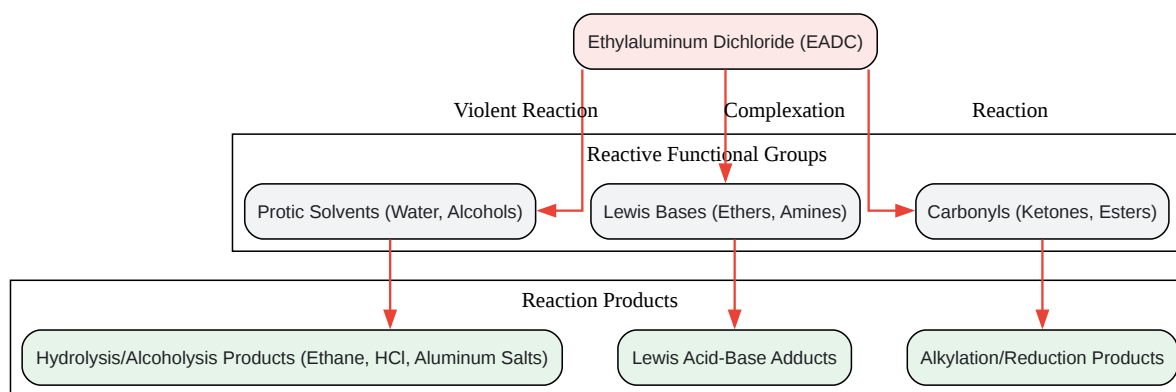 Ethylaluminum Dichloride (EADC)
Violent Reaction
Complexation
Reaction
Reactive Functional Groups
Protic Solvents (Water, Alcohols)
Lewis Bases (Ethers, Amines)
Carbonyls (Ketones, Esters)
Reaction Products
Hydrolysis/Alcoholysis Products (Ethane, HCl, Aluminum Salts)
Lewis Acid-Base Adducts
Alkylation/Reduction Products